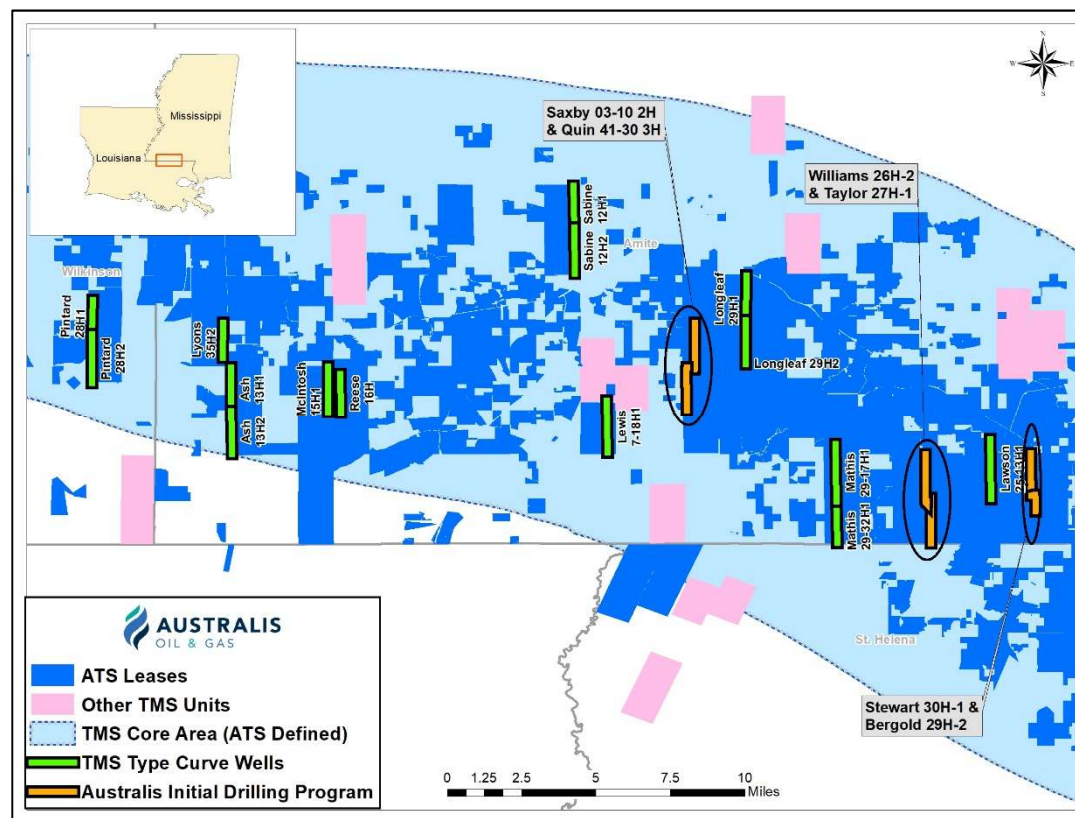 Mississippi
Louisiana
N
W
E
S
Saxby 03-10 2H
& Quin 41-30 3H
Williams 26H-2
& Taylor 27H-1
Sabine
12H1
Sabine
12H2
Amite
Wilkinson
Pintard
28H1
Pintard
28H2
Lyons
35H2
Ash
13H1
Ash
13H2
McIntosh
15H1
Reese
16H
Longleaf
29H1
Longleaf 29H2
Lewis
7-18H1
Mathis
29-17H1
Mathis
29-32H1
Lawson
25-13H1
St. Helena
Stewart 30H-1 &
Bergold 29H-2
AUSTRALIS
OIL & GAS
ATS Leases
Other TMS Units
TMS Core Area (ATS Defined)
TMS Type Curve Wells
Australis Initial Drilling Program
0 1.25 2.5 5 7.5 10
Miles